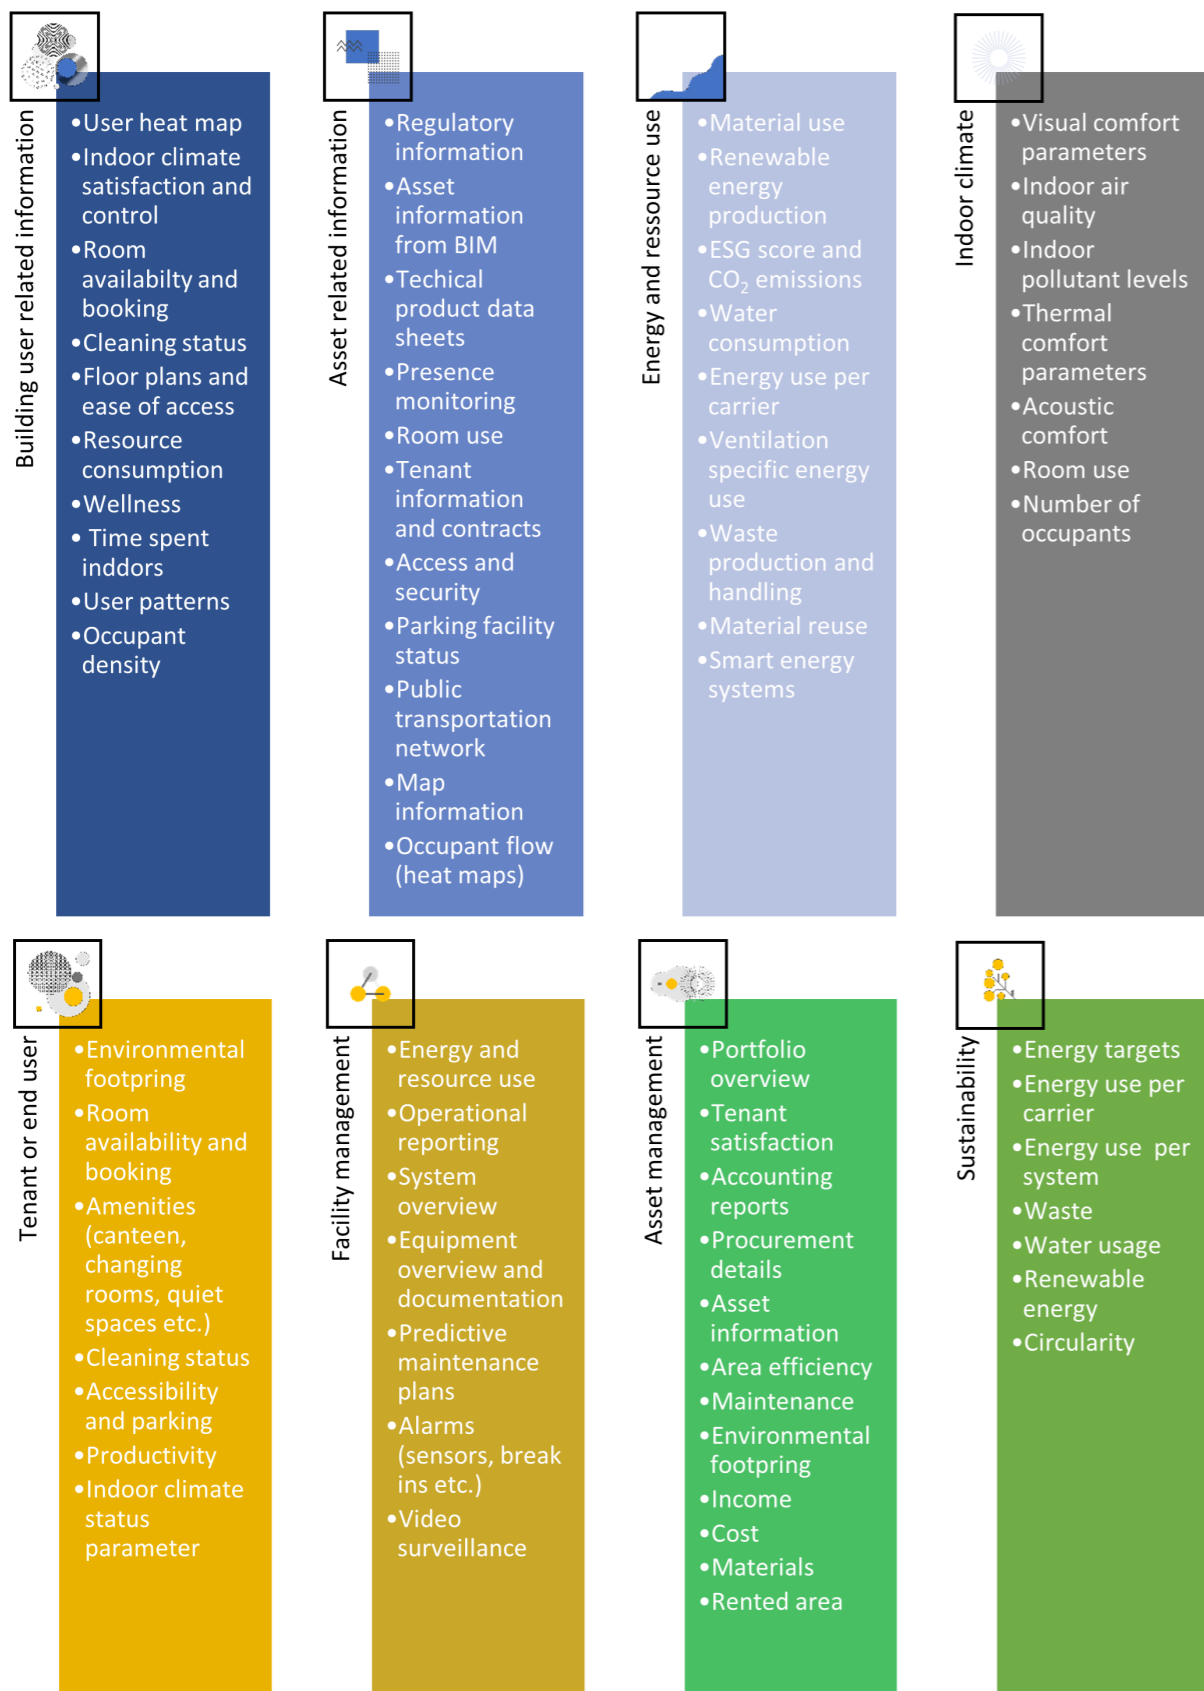 Building user related information
•User heat map
•Indoor climate
satisfaction and
control
•Room
availabilty and
booking
•Cleaning status
•Floor plans and
ease of access
•Resource
consumption
•Wellness
• Time spent
inddors
•User patterns
•Occupant
density
Asset related information
•Regulatory
information
•Asset
information
from BIM
•Techical
product data
sheets
•Presence
monitoring
•Room use
•Tenant
information
and contracts
•Access and
security
•Parking facility
status
•Public
transportation
network
•Map
information
•Occupant flow
(heat maps)
Energy and ressource use
•Material use
•Renewable
energy
production
•ESG score and
CO₂ emissions
•Water
consumption
•Energy use per
carrier
•Ventilation
specific energy
use
•Waste
production and
handling
•Material reuse
•Smart energy
systems
Indoor climate
•Visual comfort
parameters
•Indoor air
quality
•Indoor
pollutant levels
•Thermal
comfort
parameters
•Acoustic
comfort
•Room use
•Number of
occupants
Tenant or end user
•Environmental
footpring
•Room
availability and
booking
•Amenities
(canteen,
changing
rooms, quiet
spaces etc.)
•Cleaning status
•Accessibility
and parking
•Productivity
•Indoor climate
status
parameter
Facility management
•Energy and
resource use
•Operational
reporting
•System
overview
•Equipment
overview and
documentation
•Predictive
maintenance
plans
•Alarms
(sensors, break
ins etc.)
•Video
surveillance
Asset management
•Portfolio
overview
•Tenant
satisfaction
•Accounting
reports
•Procurement
details
•Asset
information
•Area efficiency
•Maintenance
•Environmental
footpring
•Income
•Cost
•Materials
•Rented area
Sustainability
•Energy targets
•Energy use per
carrier
•Energy use  per
system
•Waste
•Water usage
•Renewable
energy
•Circularity